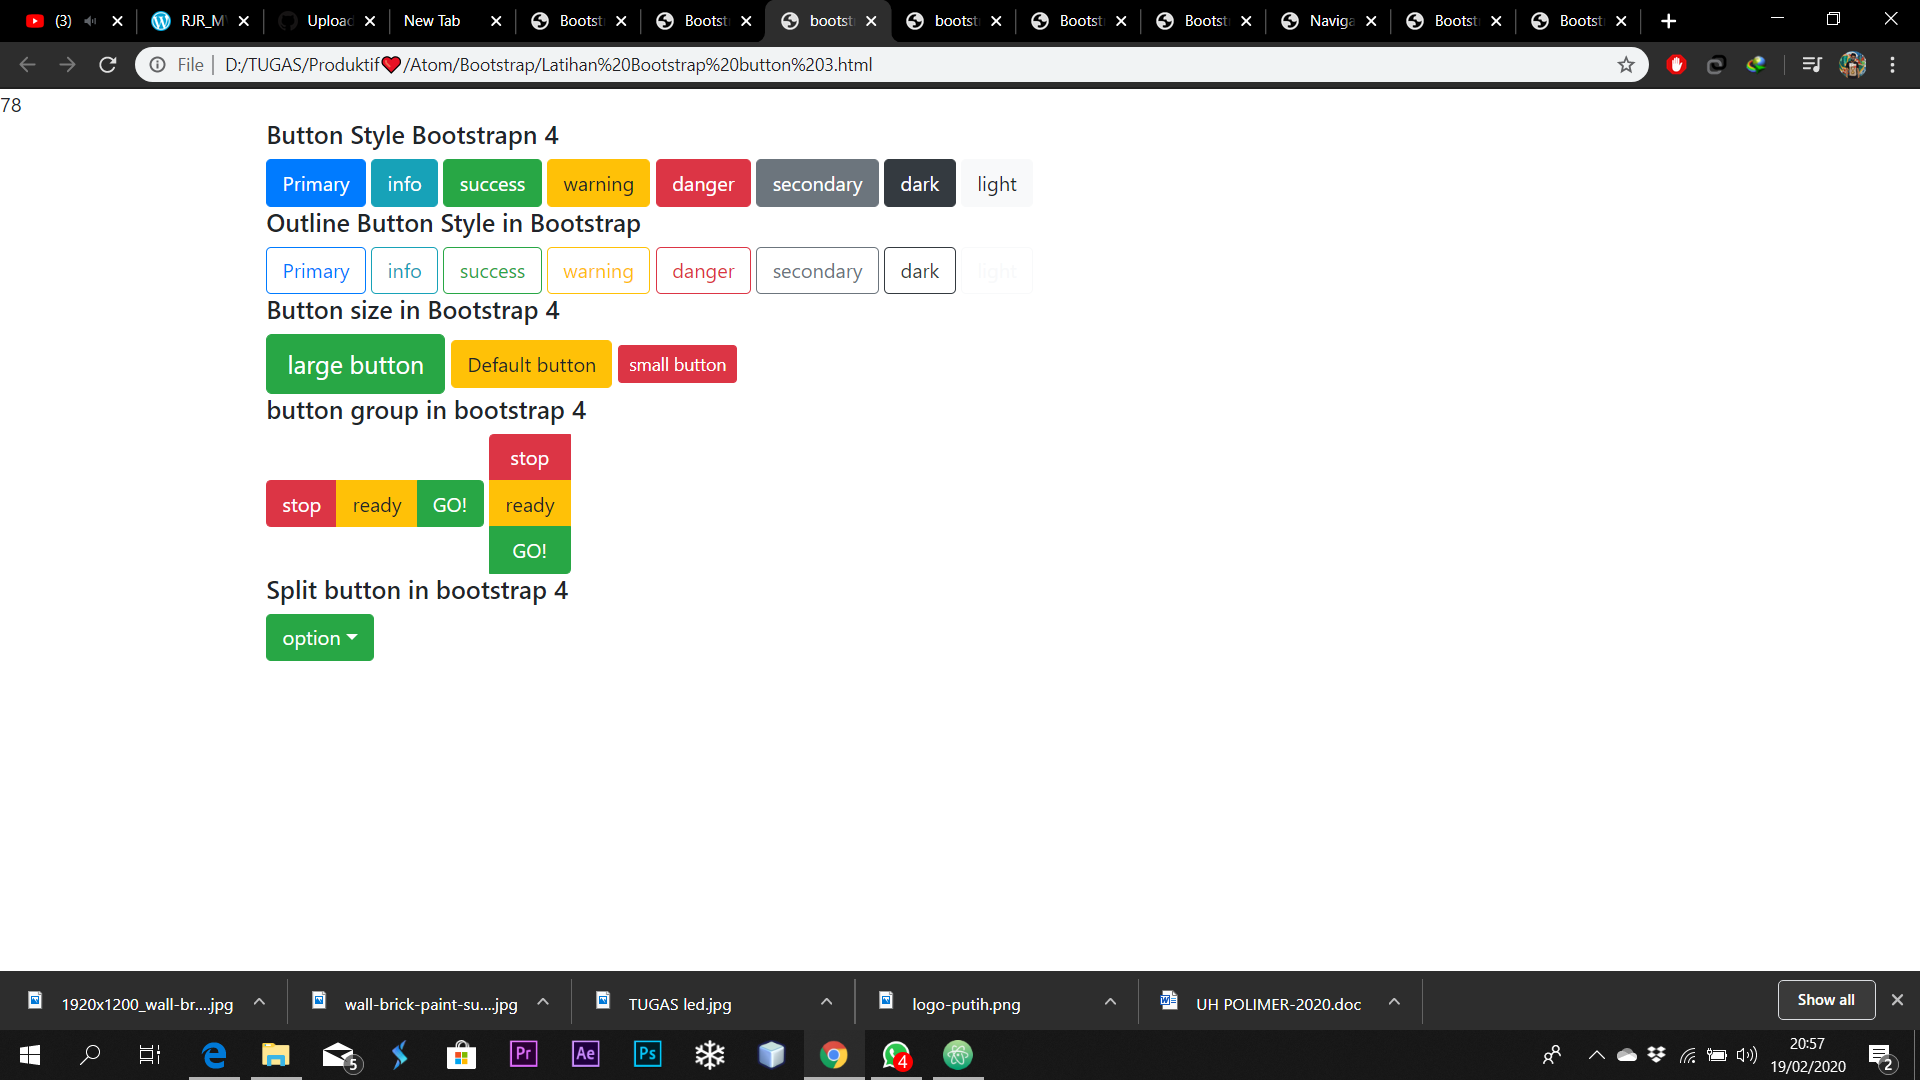 (3)
RJR_M
Upload
New Tab
Bootst
Bootst
bootst
bootst
Bootst
Bootst
Naviga
Bootst
Bootst
File | D:/TUGAS/Produktif❤/Atom/Bootstrap/Latihan%20Bootstrap%20button%203.html
78
Button Style Bootstrapn 4
Primary info success warning danger secondary dark light
Outline Button Style in Bootstrap
Primary info success warning danger secondary dark light
Button size in Bootstrap 4
large button Default button small button
button group in bootstrap 4
stop
stop ready GO! ready
GO!
Split button in bootstrap 4
option
1920x1200_wall-br....jpg
wall-brick-paint-su....jpg
TUGAS led.jpg
logo-putih.png
UH POLIMER-2020.doc
Show all
5
Pr
Ae
Ps
4
20:57
19/02/2020
2